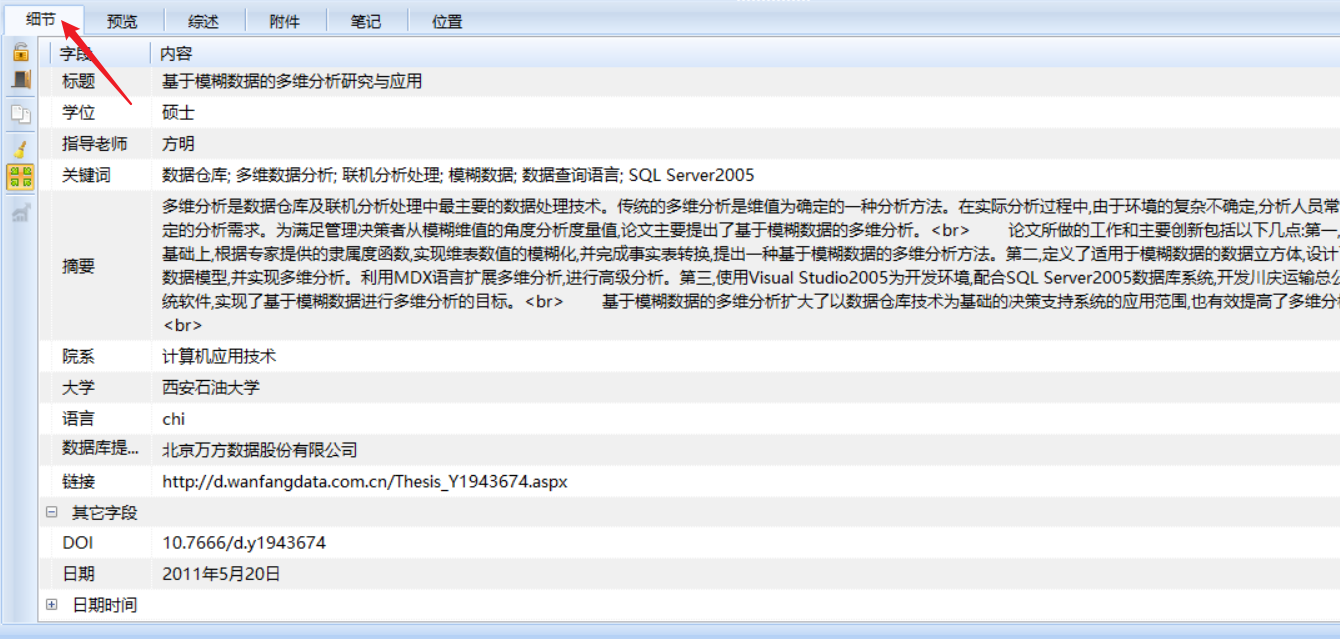 细节 预览 综述 附件 笔记 位置
字段 内容
标题 基于模糊数据的多维分析研究与应用
学位 硕士
指导老师 方明
关键词 数据仓库; 多维数据分析; 联机分析处理; 模糊数据; 数据查询语言; SQL Server2005
多维分析是数据仓库及联机分析处理中最主要的数据处理技术。传统的多维分析是维值为确定的一种分析方法。在实际分析过程中,由于环境的复杂不确定,分析人员常
定的分析需求。为满足管理决策者从模糊维值的角度分析度量值,论文主要提出了基于模糊数据的多维分析。<br> 论文所做的工作和主要创新包括以下几点:第一,
基础上,根据专家提供的隶属度函数,实现维表数值的模糊化,并完成事实表转换,提出一种基于模糊数据的多维分析方法。第二,定义了适用于模糊数据的数据立方体,设计
摘要 数据模型,并实现多维分析。利用MDX语言扩展多维分析,进行高级分析。第三,使用Visual Studio2005为开发环境,配合SQL Server2005数据库系统,开发川庆运输总公
统软件,实现了基于模糊数据进行多维分析的目标。<br> 基于模糊数据的多维分析扩大了以数据仓库技术为基础的决策支持系统的应用范围,也有效提高了多维分析
<br>
院系 计算机应用技术
大学 西安石油大学
语言 chi
数据库提... 北京万方数据股份有限公司
链接 http://d.wanfangdata.com.cn/Thesis_Y1943674.aspx
其它字段
DOI 10.7666/d.y1943674
日期 2011年5月20日
日期时间